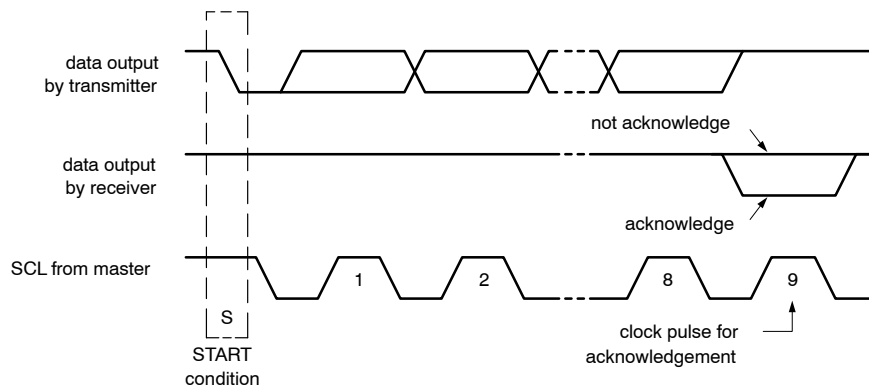 data output
by transmitter
not acknowledge
data output
by receiver
acknowledge
SCL from master
1
2
8
9
S
START
condition
clock pulse for
acknowledgement